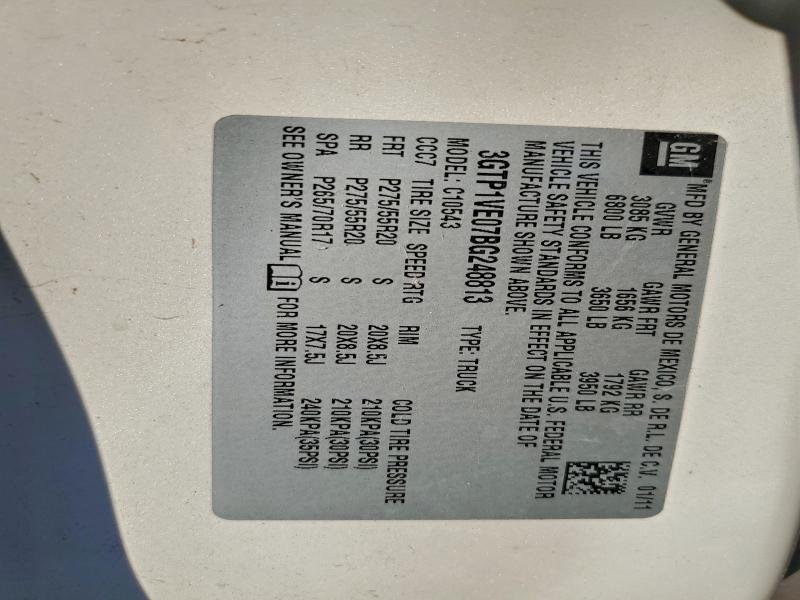 GM ®MFD BY GENERAL MOTORS DE MEXICO, S. DE R.L. DE C.V. 01/11
GVWR GAWR FRT GAWR RR
3085 KG 1656 KG 1792 KG
6800 LB 3650 LB 3950 LB
THIS VEHICLE CONFORMS TO ALL APPLICABLE U.S. FEDERAL MOTOR
VEHICLE SAFETY STANDARDS IN EFFECT ON THE DATE OF
MANUFACTURE SHOWN ABOVE.
3GTP1VE07BG248813
MODEL: C10543 TYPE: TRUCK
CCC7 TIRE SIZE SPEED RTG RIM COLD TIRE PRESSURE
FRT P275/55R20 S 20X8.5J 210KPA(30PSI)
RR P275/55R20 S 20X8.5J 210KPA(30PSI)
SPA P265/70R17 S 17X7.5J 240KPA(35PSI)
SEE OWNER'S MANUAL FOR MORE INFORMATION.